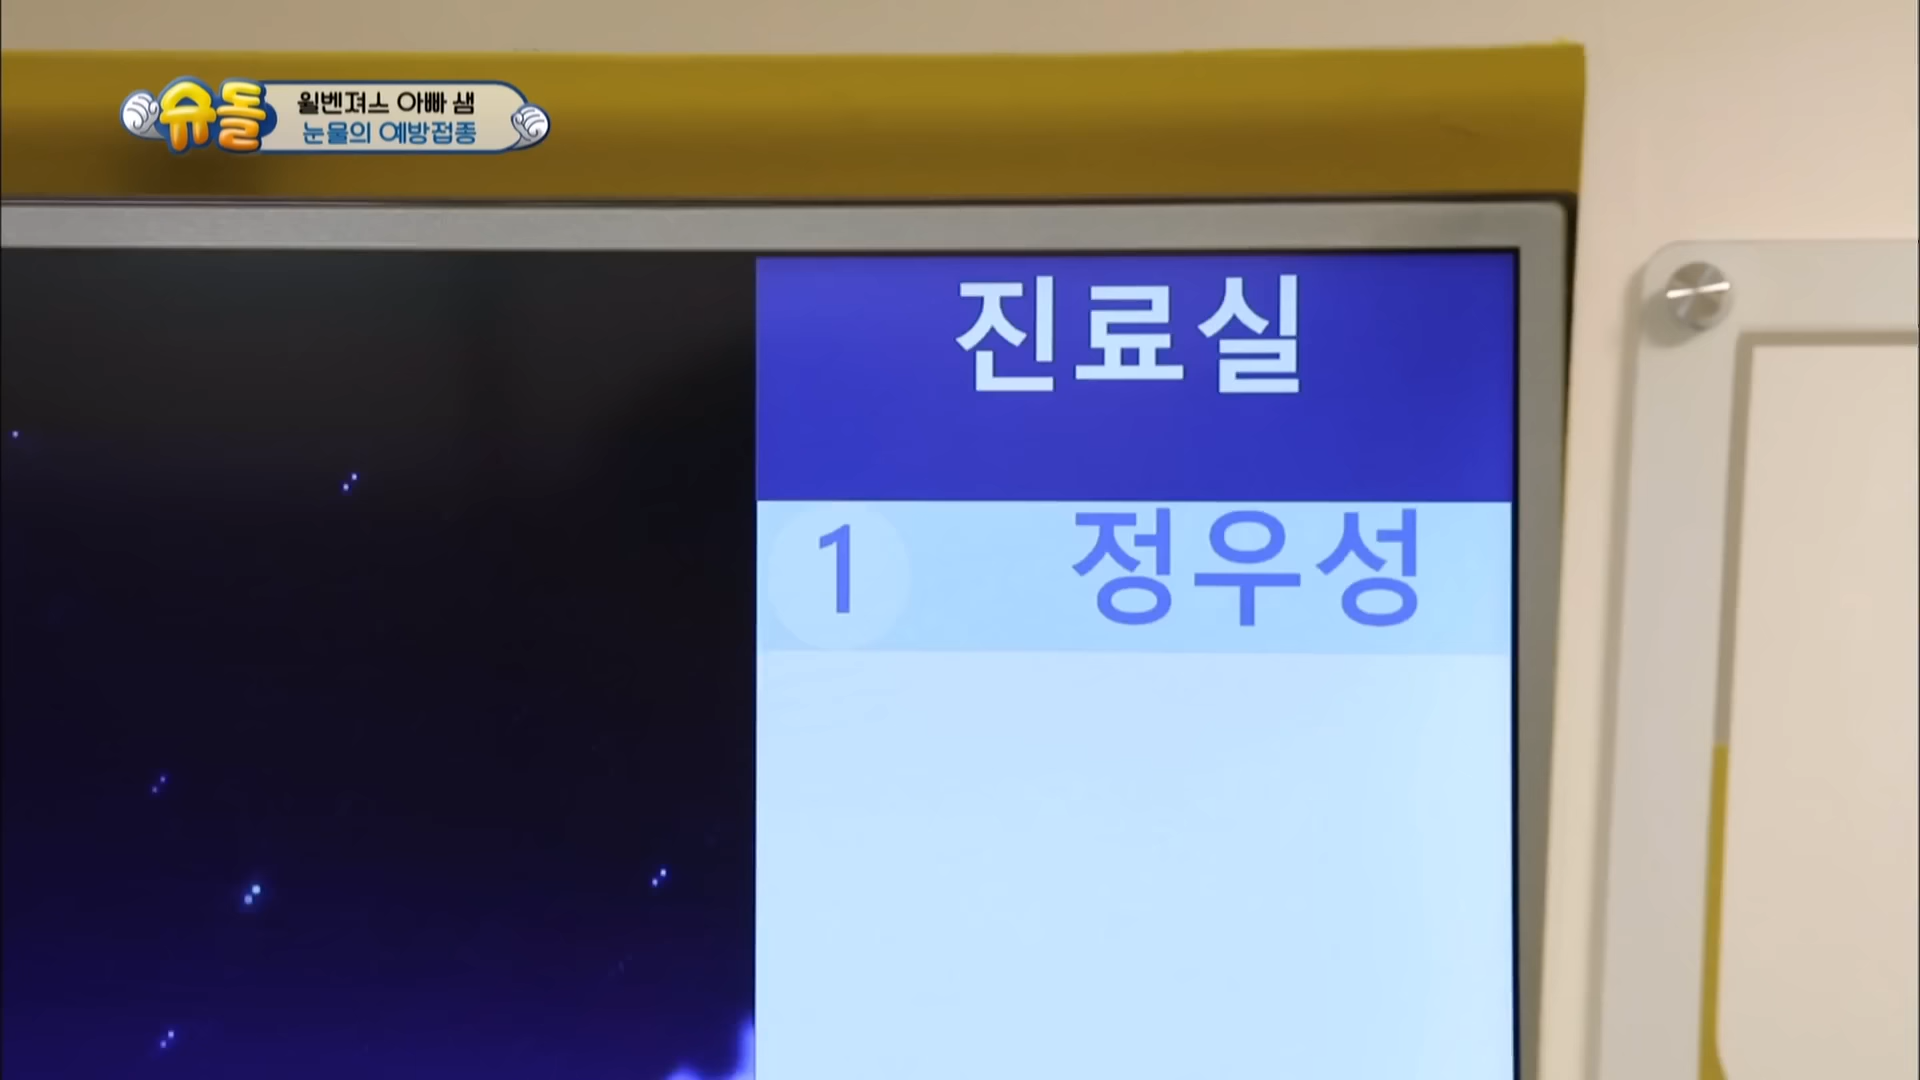 슈돌
윌벤져스 아빠 샘
눈물의 예방접종
진료실
1 정우성